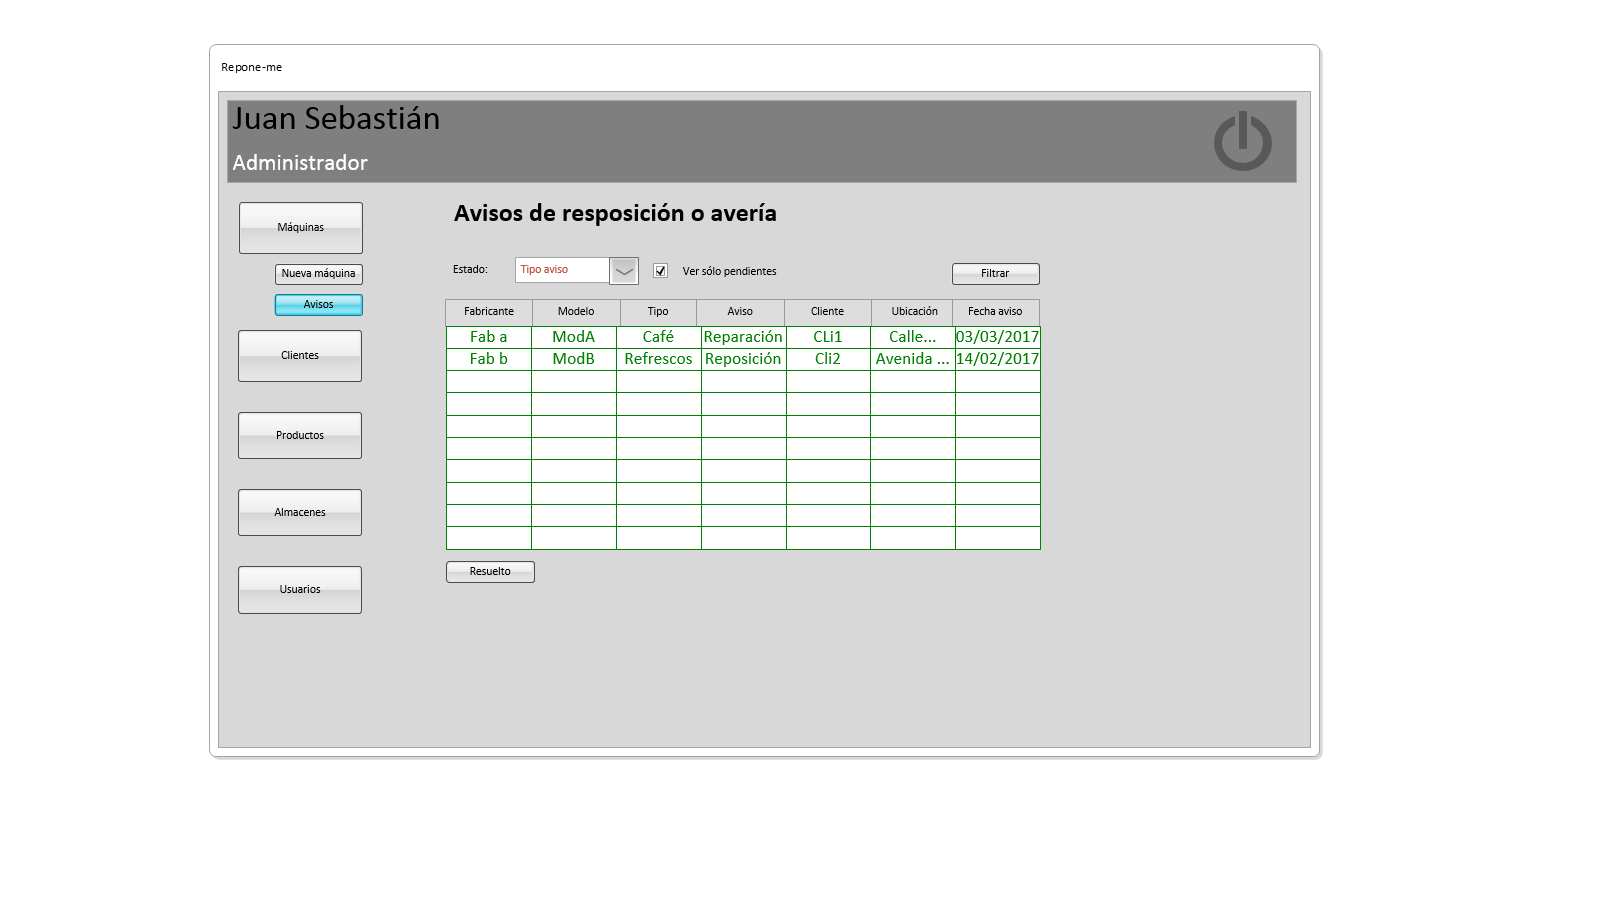 Repone-me
Juan Sebastián
Administrador
Máquinas
Nueva máquina
Avisos
Clientes
Productos
Almacenes
Usuarios
Avisos de resposición o avería
Estado: Tipo aviso Ver sólo pendientes Filtrar
Fabricante Modelo Tipo Aviso Cliente Ubicación Fecha aviso
Fab a ModA Café Reparación CLi1 Calle... 03/03/2017
Fab b ModB Refrescos Reposición Cli2 Avenida ... 14/02/2017
Resuelto